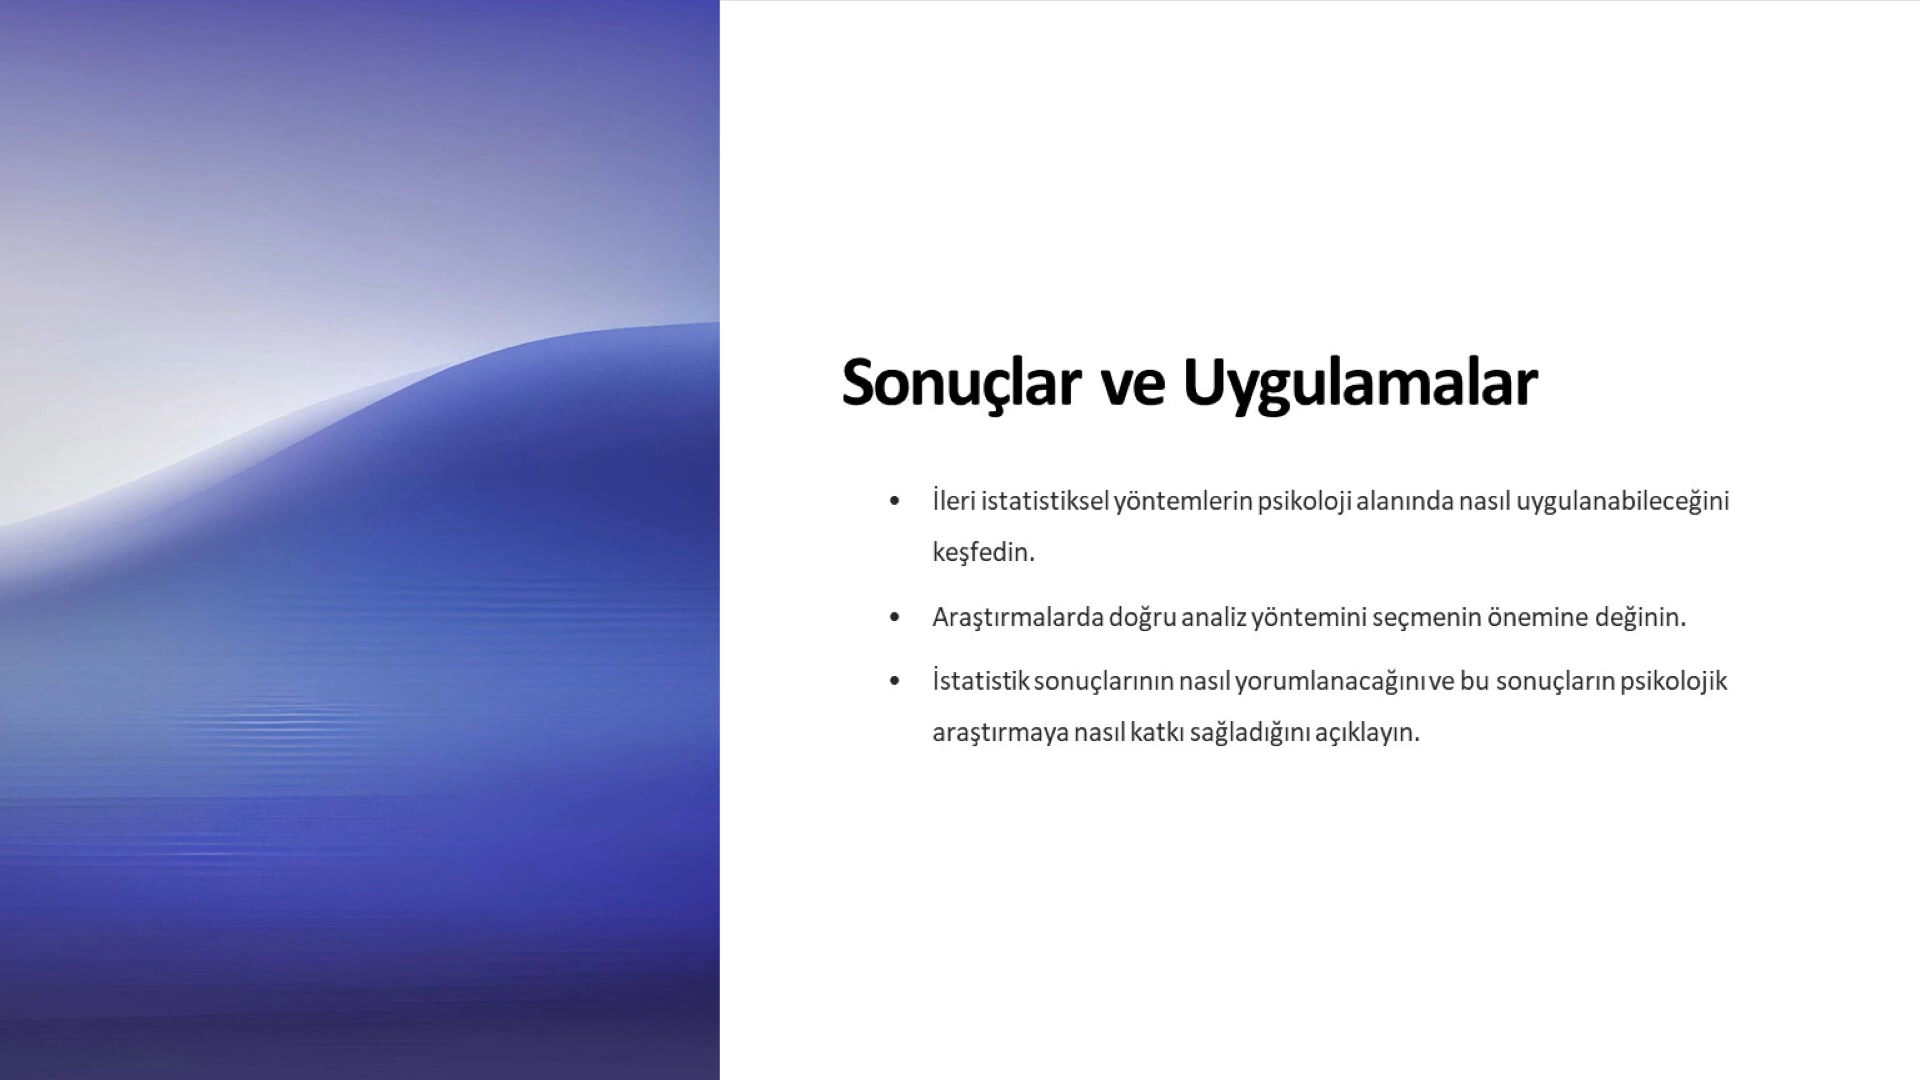 Sonuçlar ve Uygulamalar
• İleri istatistiksel yöntemlerin psikoloji alanında nasıl uygulanabileceğini
keşfedin.
• Araştırmalarda doğru analiz yöntemini seçmenin önemine değinin.
• İstatistik sonuçlarının nasıl yorumlanacağını ve bu sonuçların psikolojik
araştırmaya nasıl katkı sağladığını açıklayın.